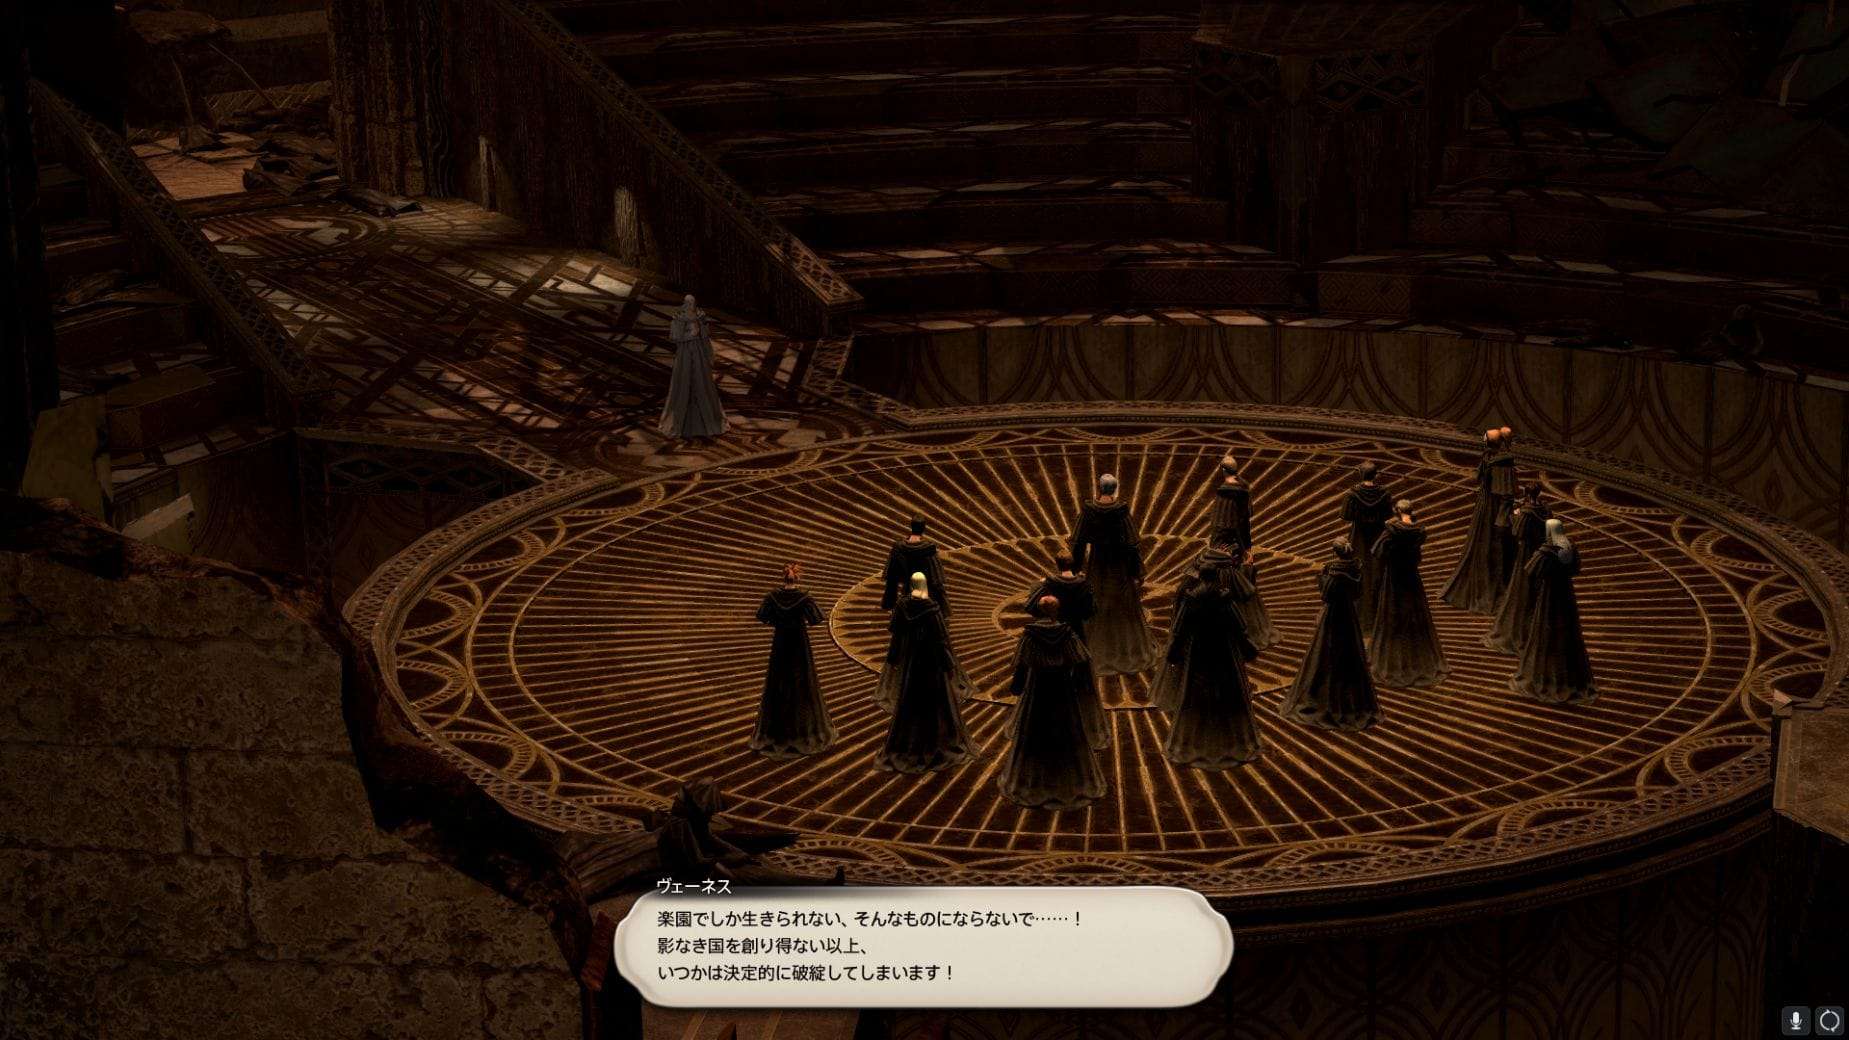 ヴェーネス
楽園でしか生きられない、そんなものにならないで……！
影なき国を創り得ない以上、
いつかは決定的に破綻してしまいます！